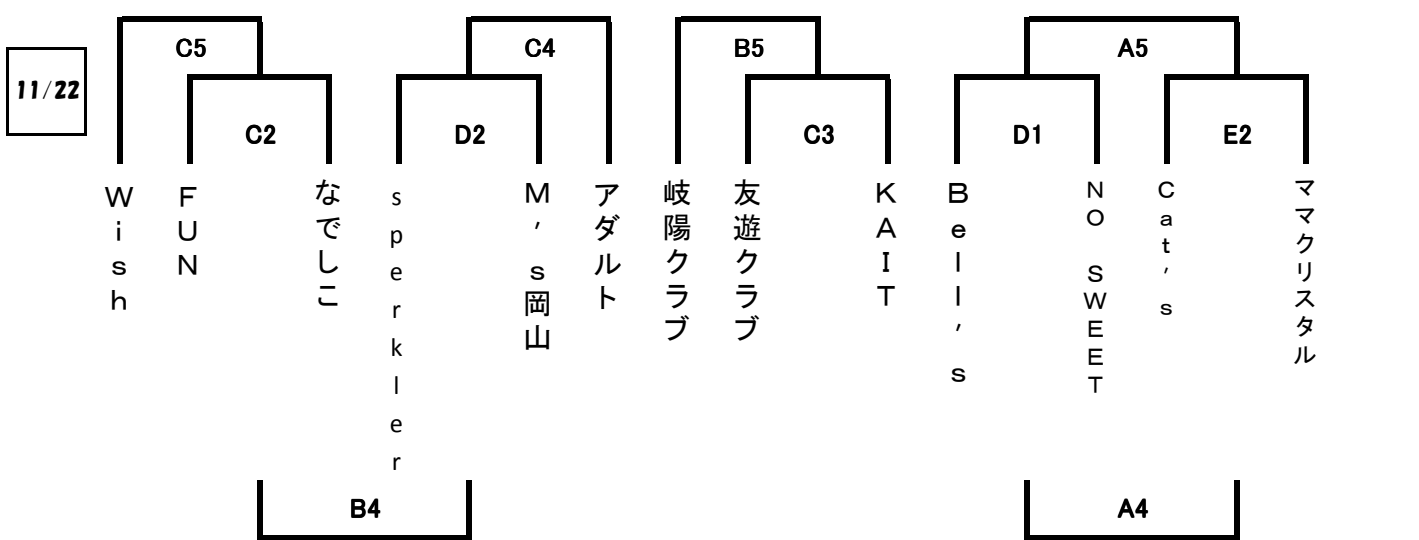 C5
C4
B5
A5
11/22
C2
D2
C3
D1
E2
Wish
FUN
なでしこ
sperkler
M's岡山
アダルト
岐陽クラブ
友遊クラブ
KAIT
Bell's
NO SWEET
Cat's
ママクリスタル
B4
A4